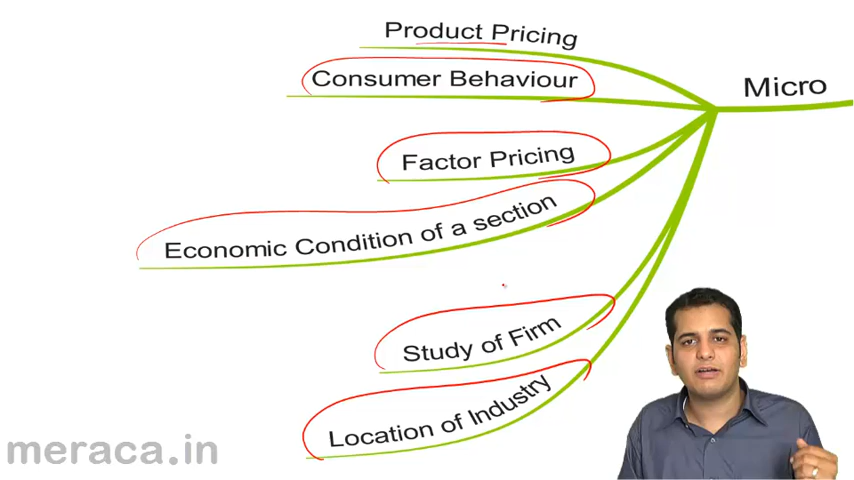 Product Pricing
Consumer Behaviour
Micro
Factor Pricing
Economic Condition of a section
Study of Firm
Location of Industry
meraca.in